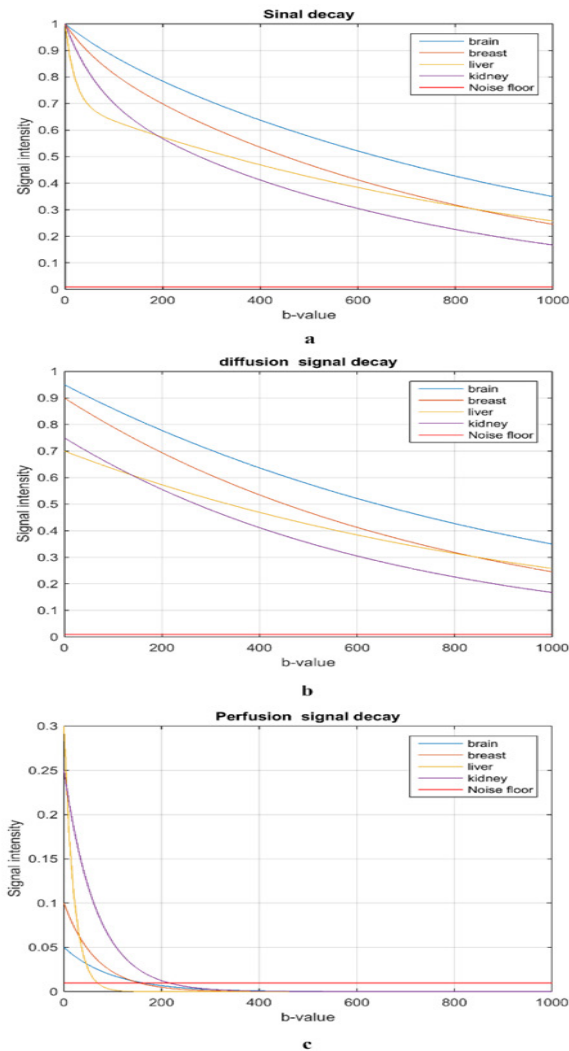 Sinal decay
1
0.9
0.8
0.7
0.6
0.5
0.4
0.3
0.2
0.1
0
Signal intensity
brain
breast
liver
kidney
Noise floor
0 200 400 600 800 1000
b-value
a
diffusion signal decay
1
0.9
0.8
0.7
0.6
0.5
0.4
0.3
0.2
0.1
0
Signal intensity
brain
breast
liver
kidney
Noise floor
0 200 400 600 800 1000
b-value
b
Perfusion signal decay
0.3
0.25
0.2
0.15
0.1
0.05
0
Signal intensity
brain
breast
liver
kidney
Noise floor
0 200 400 600 800 1000
b-value
c